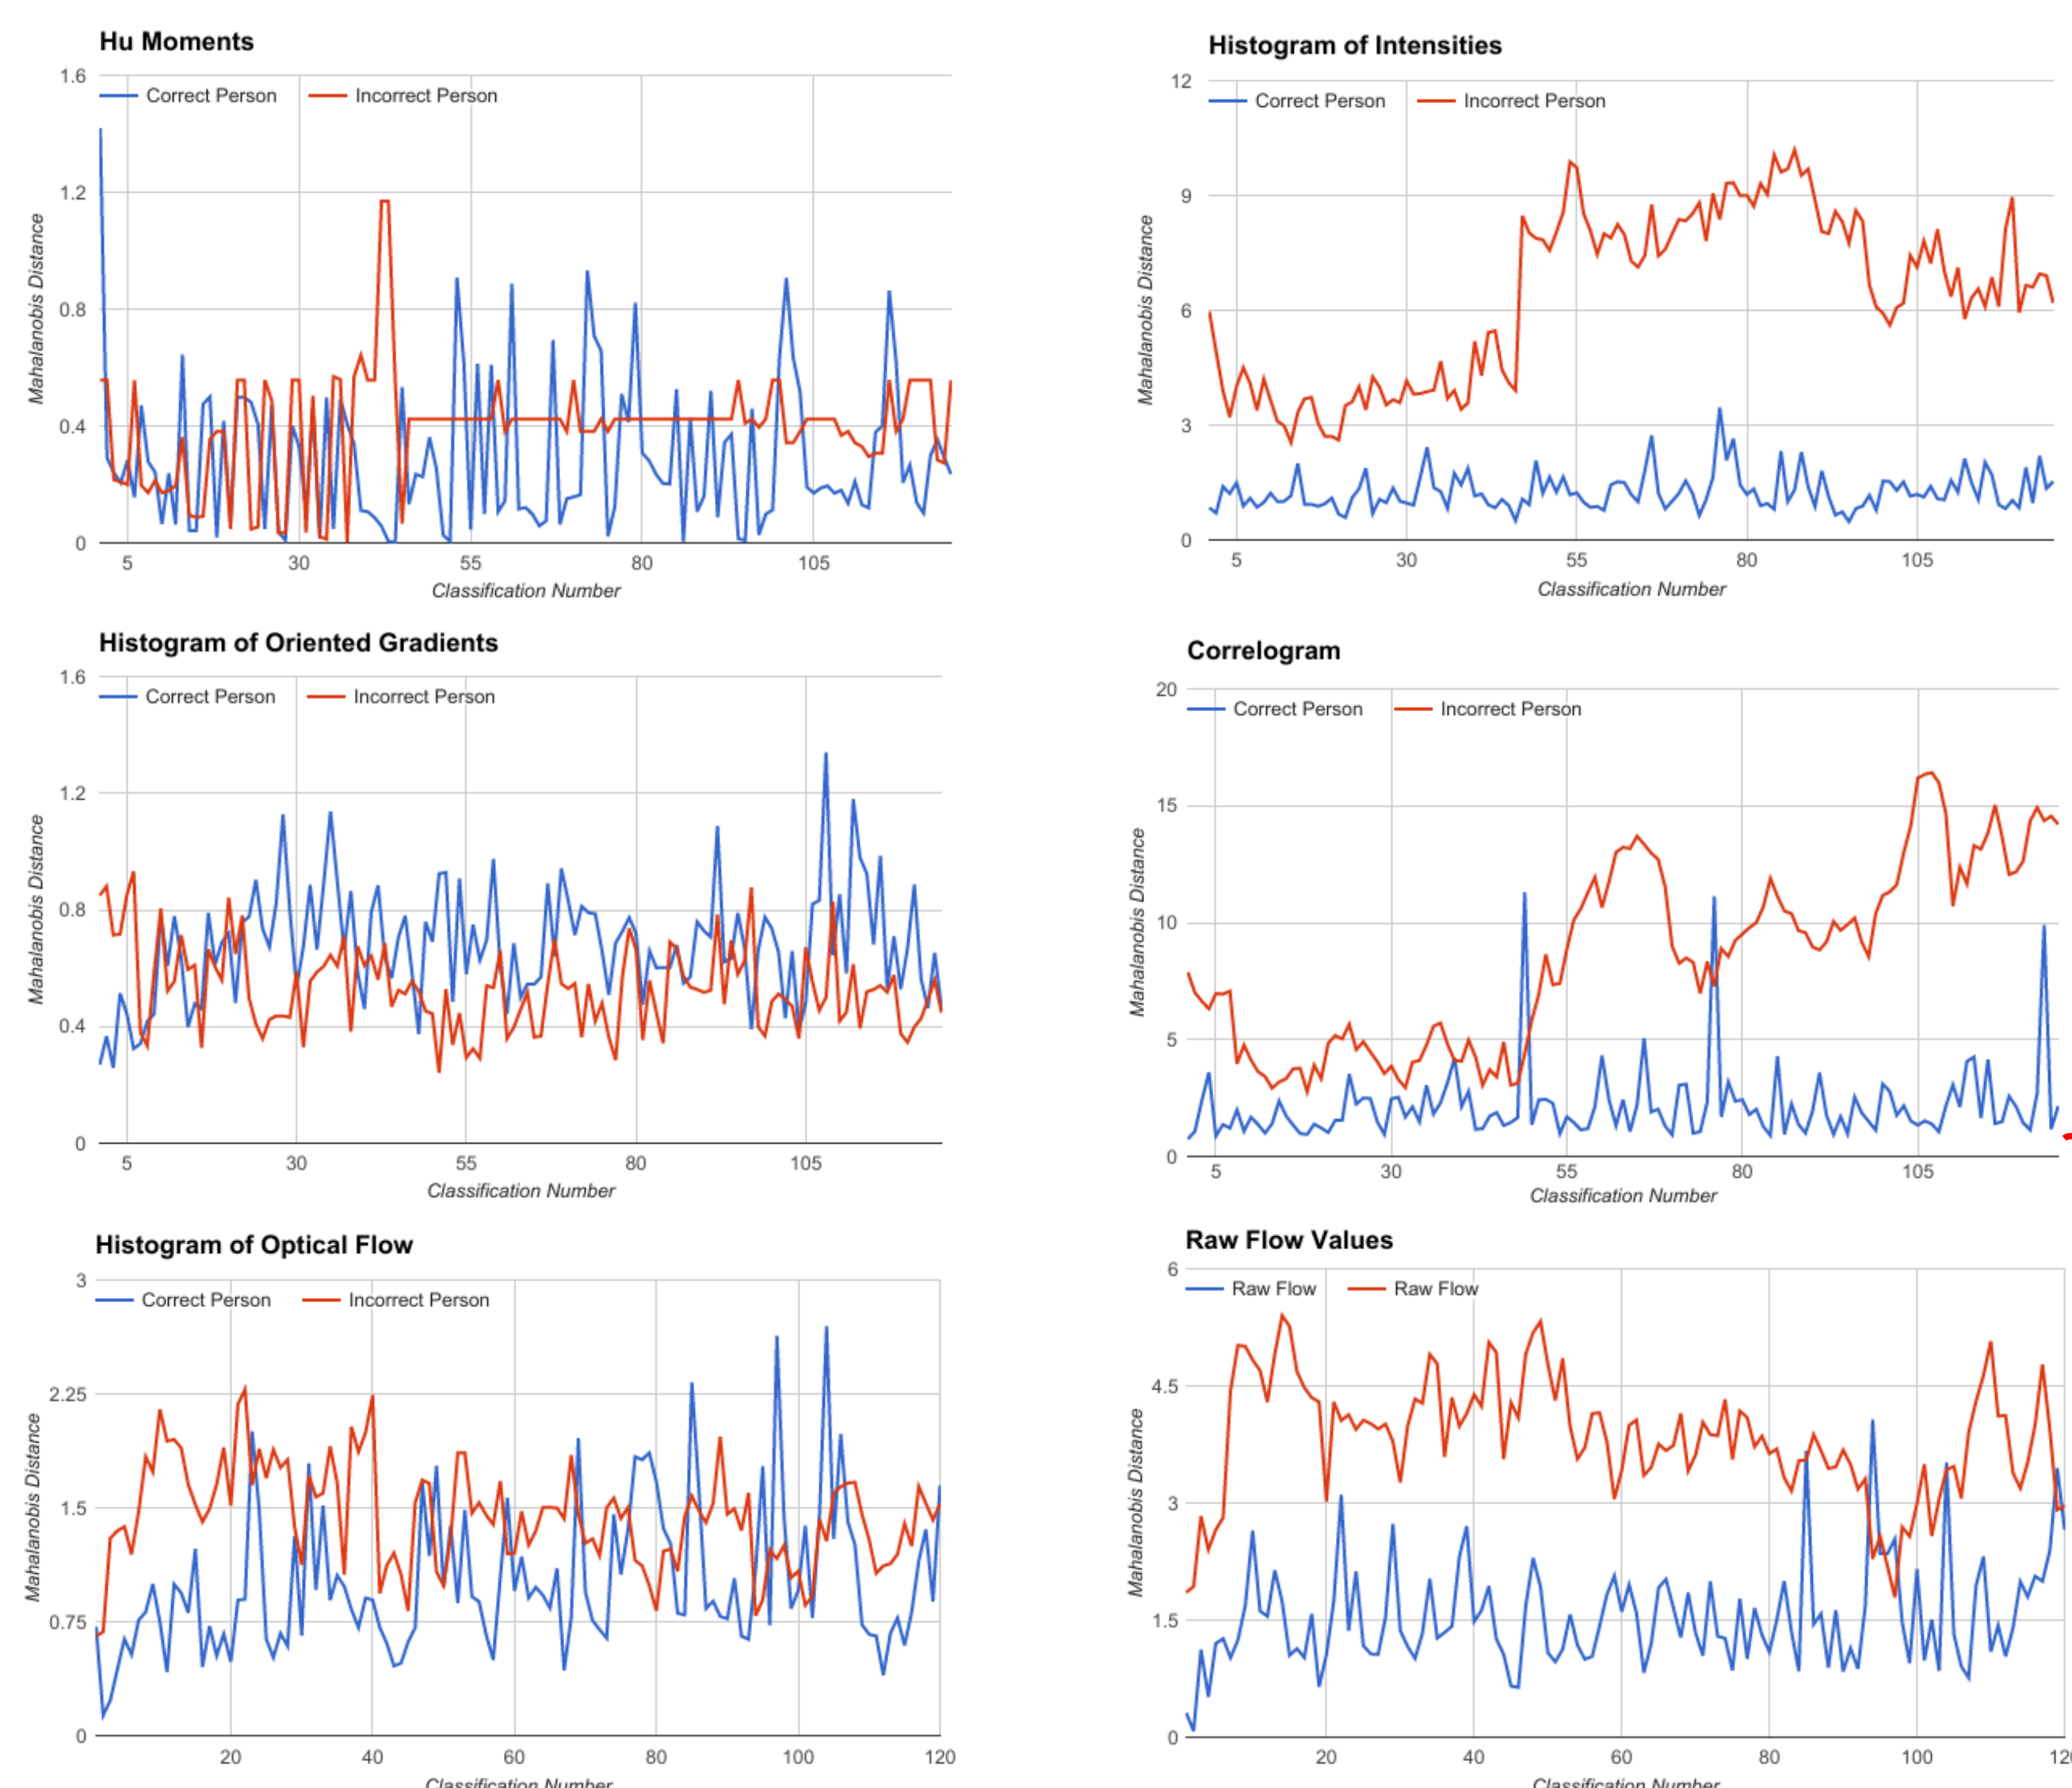 Hu Moments
1.6
Correct Person Incorrect Person
1.2
0.8
0.4
0
Mahalanobis Distance
5 30 55 80 105
Classification Number
Histogram of Intensities
12
Correct Person Incorrect Person
9
6
3
0
Mahalanobis Distance
5 30 55 80 105
Classification Number
Histogram of Oriented Gradients
1.6
Correct Person Incorrect Person
1.2
0.8
0.4
0
Mahalanobis Distance
5 30 55 80 105
Classification Number
Correlogram
20
Correct Person Incorrect Person
15
10
5
0
Mahalanobis Distance
5 30 55 80 105
Classification Number
Histogram of Optical Flow
3
Correct Person Incorrect Person
2.25
1.5
0.75
0
Mahalanobis Distance
20 40 60 80 100 120
Classification Number
Raw Flow Values
6
Raw Flow Raw Flow
4.5
3
1.5
0
Mahalanobis Distance
20 40 60 80 100
Classification Number